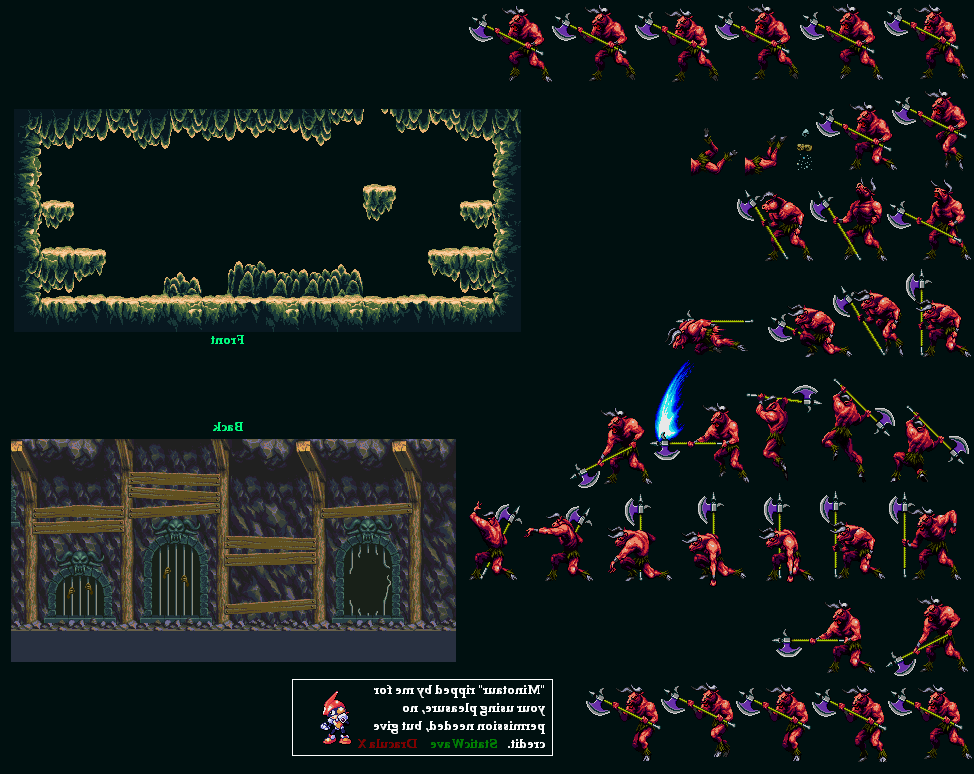 Front
Back
"Minotaur" ripped by me for
your using pleasure, no
permission needed, but give
credit. StaticWave Dracula X